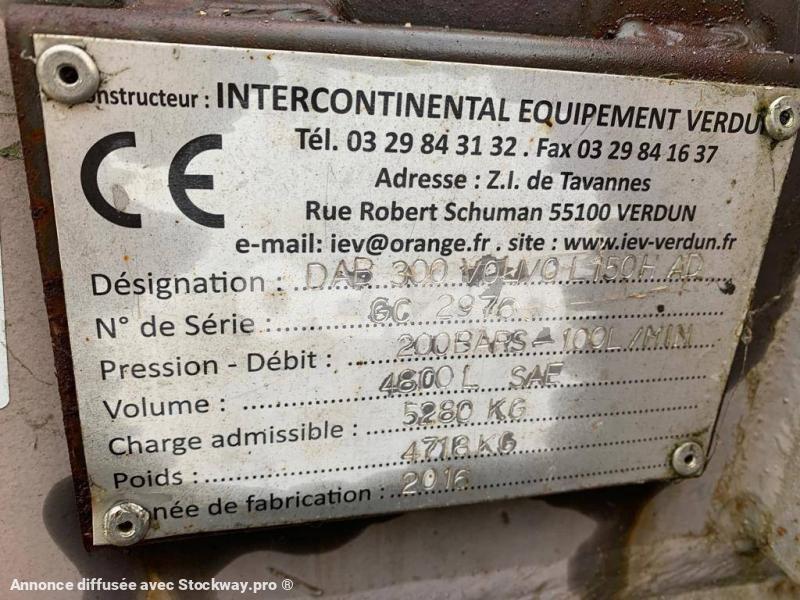 onstructeur : INTERCONTINENTAL EQUIPEMENT VERDUN
Tél. 03 29 84 31 32 . Fax 03 29 84 16 37
CE
Adresse : Z.I. de Tavannes
Rue Robert Schuman 55100 VERDUN
e-mail: iev@orange.fr . site : www.iev-verdun.fr
Désignation : DAB 300 VOLVO L150H AD
N° de Série : GC 2976
Pression - Débit : 200BARS - 100L/MIN
Volume : 4800 L SAE
Charge admissible : 5280 KG
Poids : 4718KG
nnée de fabrication : 2016
Annonce diffusée avec Stockway.pro ®